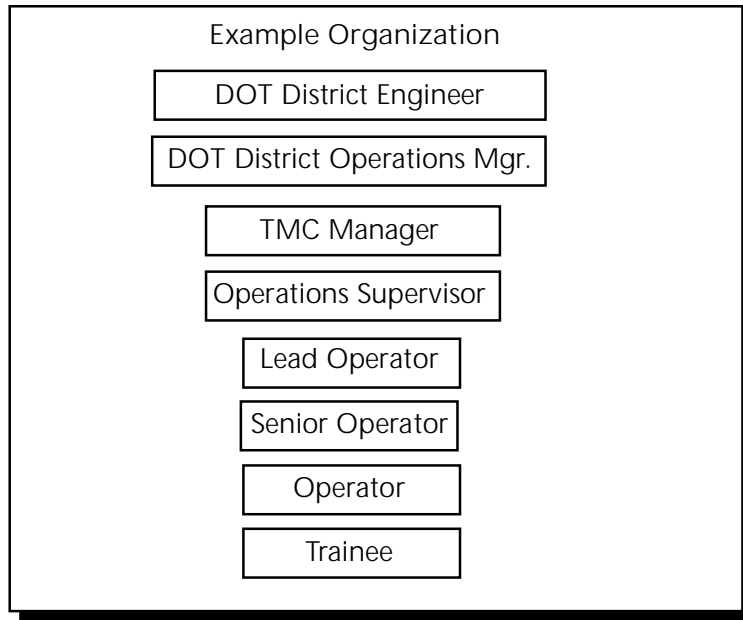 Example Organization
DOT District Engineer
DOT District Operations Mgr.
TMC Manager
Operations Supervisor
Lead Operator
Senior Operator
Operator
Trainee